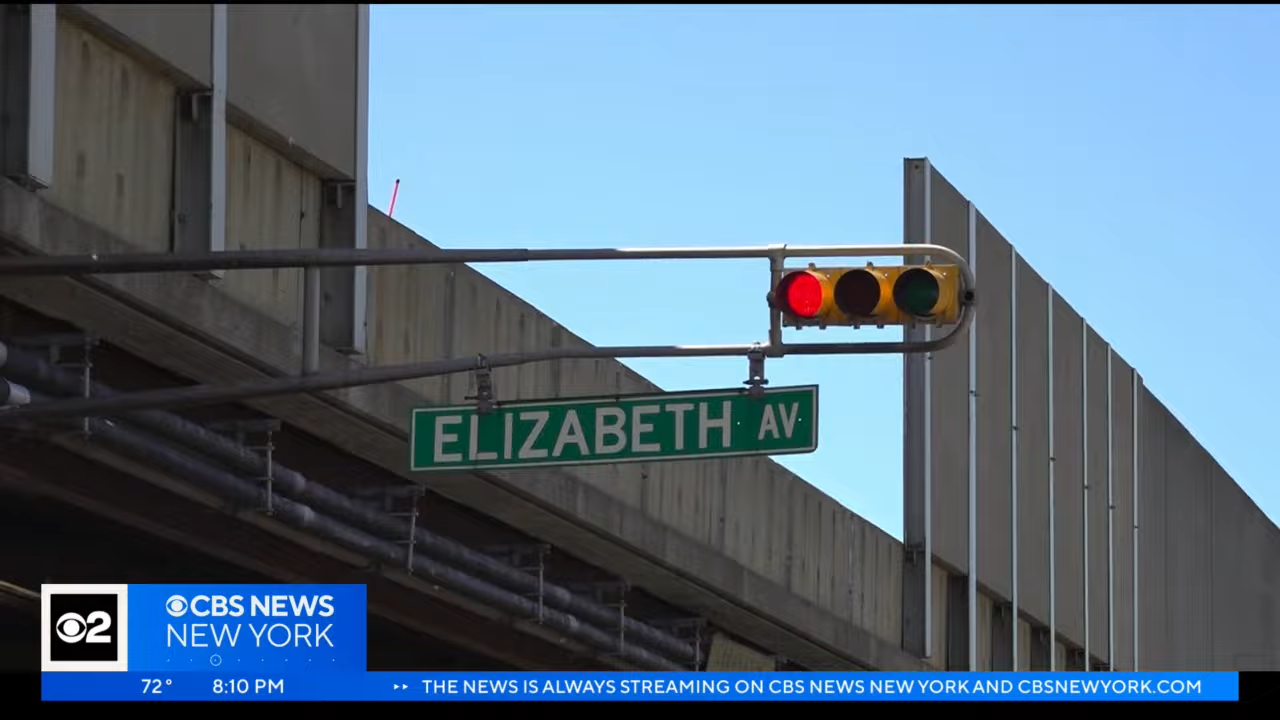 ELIZABETH AV
2
CBS NEWS
NEW YORK
72° 8:10 PM THE NEWS IS ALWAYS STREAMING ON CBS NEWS NEW YORK AND CBSNEWYORK.COM